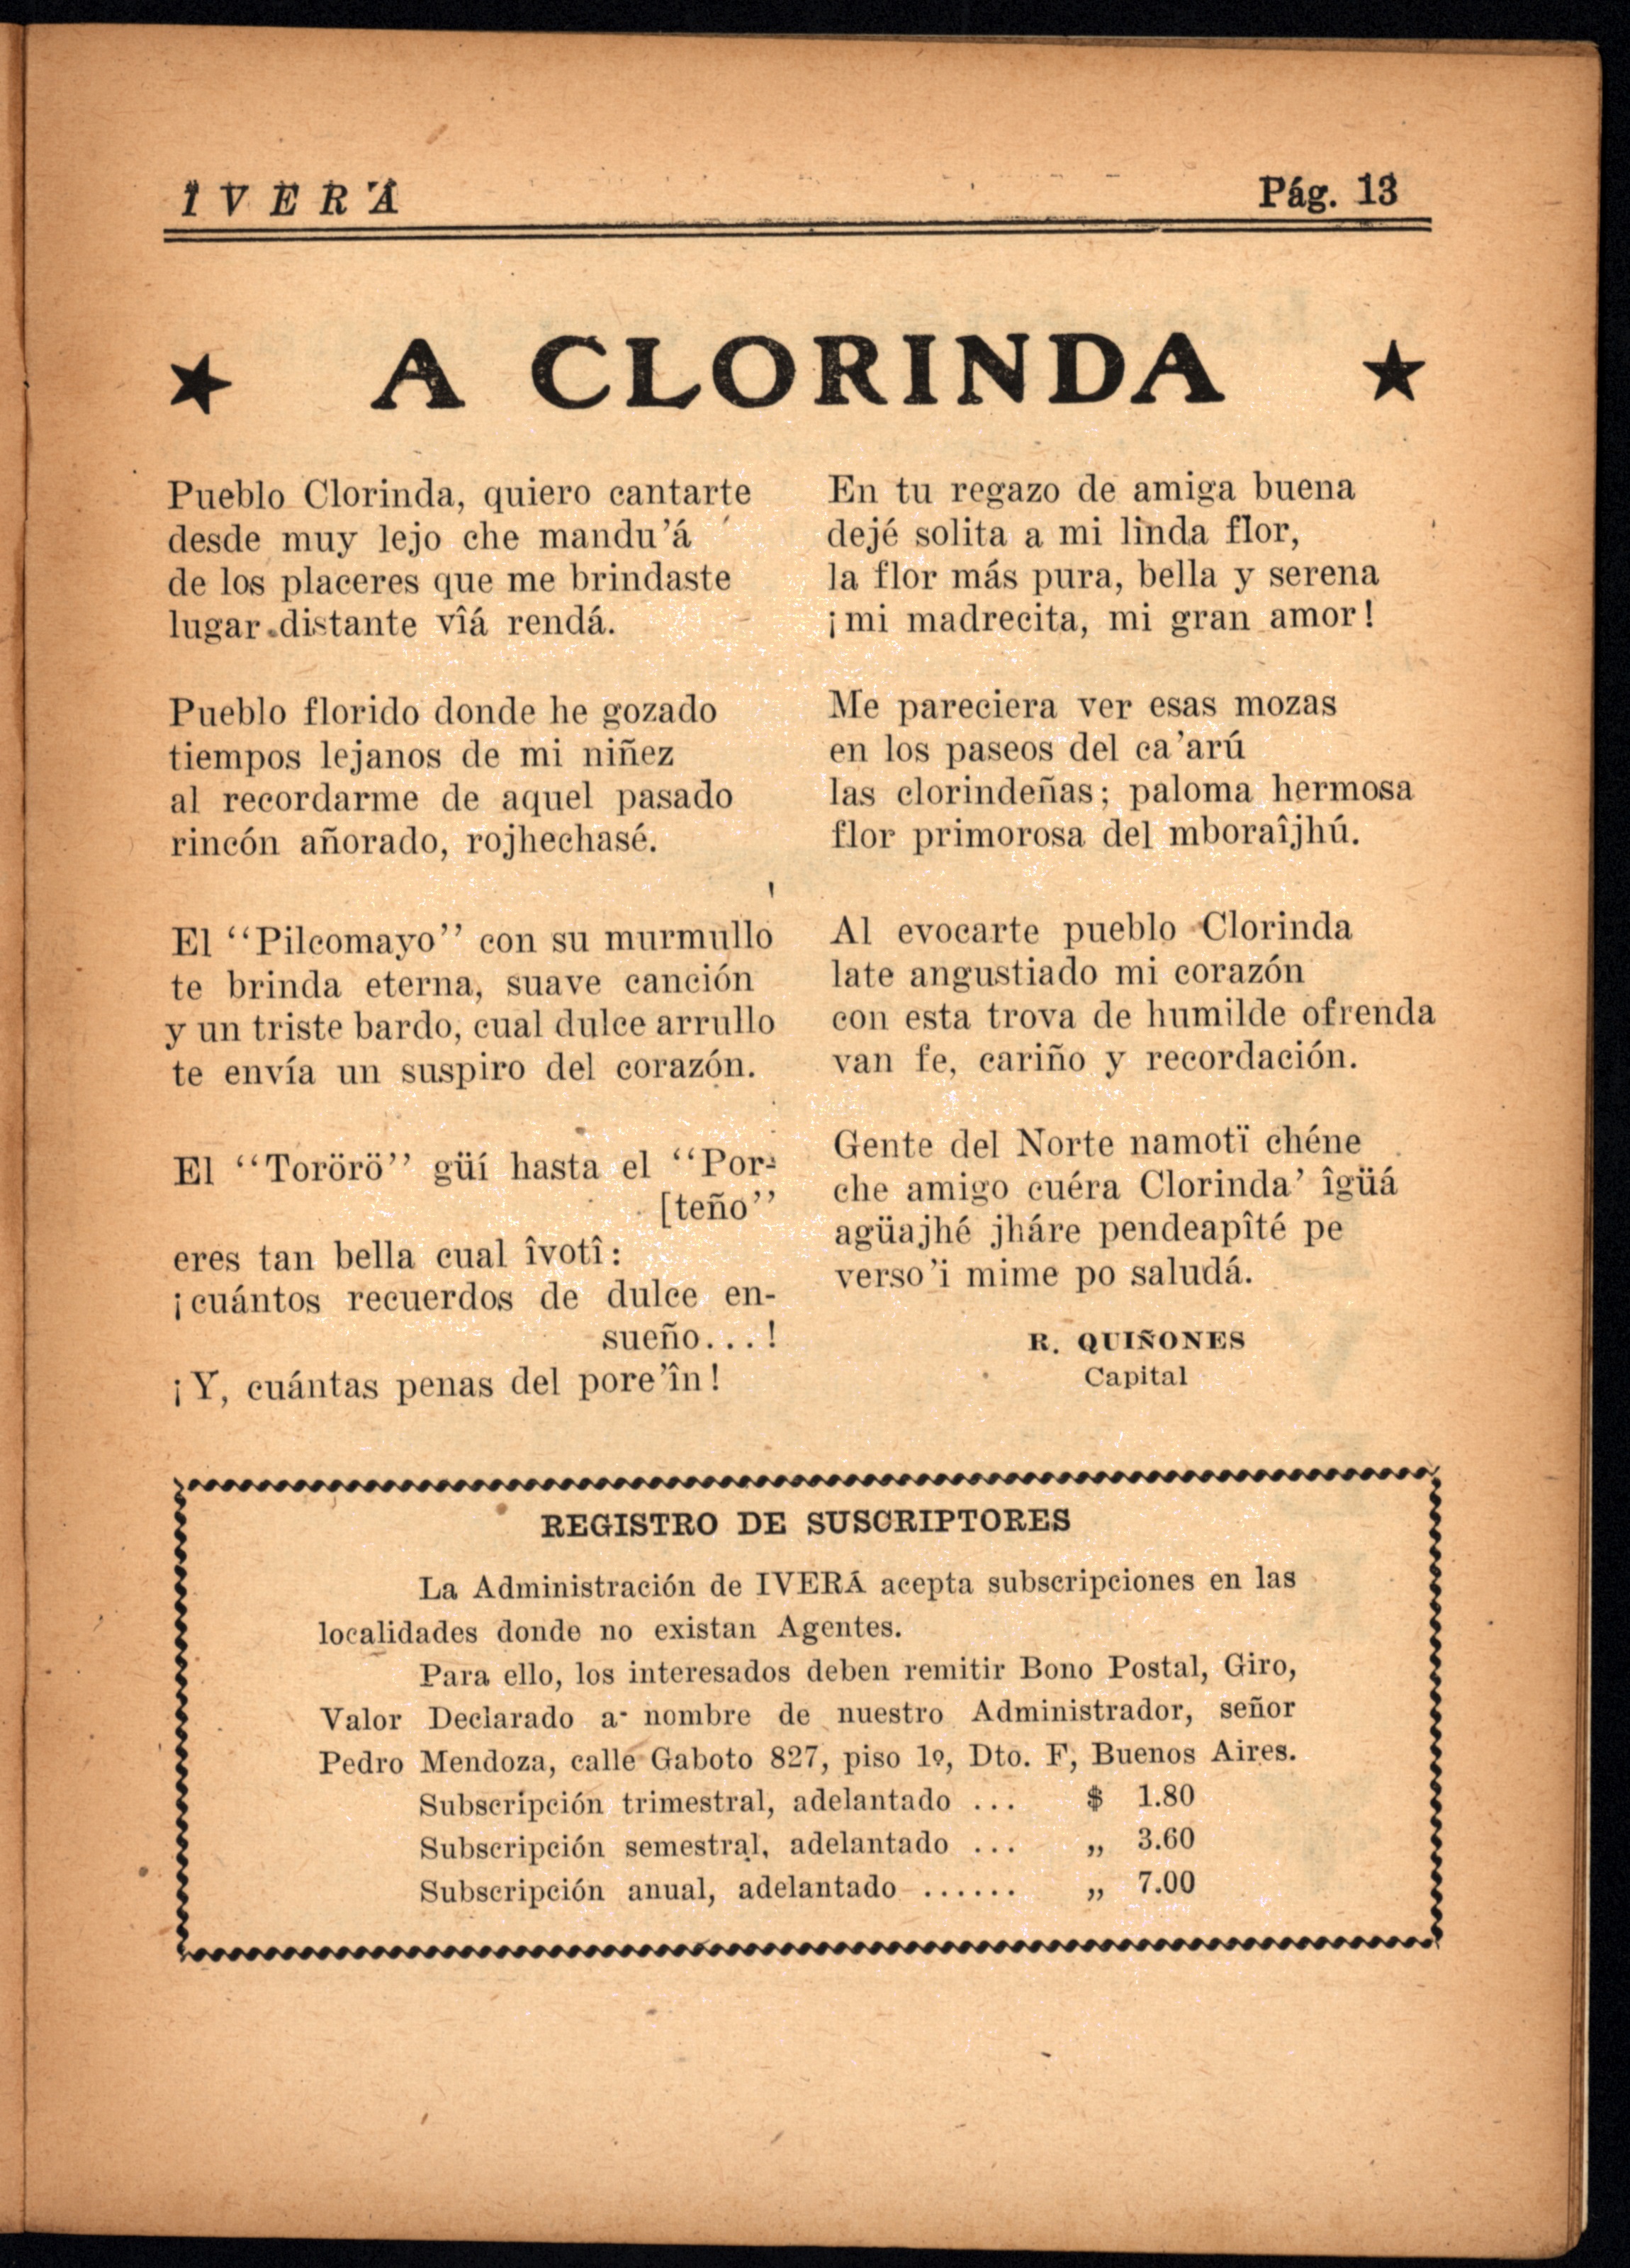 IVERÁ
Pág. 13
★ A CLORINDA ★
Pueblo Clorinda, quiero cantarte
desde muy lejo che mandu’á
de los placeres que me brindaste
lugar distante vîá rendá.
Pueblo florido donde he gozado
tiempos lejanos de mi niñez
al recordarme de aquel pasado
rincón añorado, rojhechasé.
El “Pilcomayo” con su murmullo
te brinda eterna, suave canción
y un triste bardo, cual dulce arrullo
te envía un suspiro del corazón.
El “Torörö” güí hasta el “Por-
[teño”
eres tan bella cual îvotî:
¡cuántos recuerdos de dulce en-
sueño...!
¡Y, cuántas penas del pore’în!
En tu regazo de amiga buena
dejé solita a mi linda flor,
la flor más pura, bella y serena
¡mi madrecita, mi gran amor!
Me pareciera ver esas mozas
en los paseos del ca’arú
las clorindeñas; paloma hermosa
flor primorosa del mboraîjhú.
Al evocarte pueblo Clorinda
late angustiado mi corazón
con esta trova de humilde ofrenda
van fe, cariño y recordación.
Gente del Norte namotï chéne
che amigo cuéra Clorinda’ îgüá
agüajhé jháre pendeapîté pe
verso’i mime po saludá.
R. QUIÑONES
Capital
REGISTRO DE SUSCRIPTORES
La Administración de IVERÁ acepta subscripciones en las
localidades donde no existan Agentes.
Para ello, los interesados deben remitir Bono Postal, Giro,
Valor Declarado a nombre de nuestro Administrador, señor
Pedro Mendoza, calle Gaboto 827, piso 1º, Dto. F, Buenos Aires.
Subscripción trimestral, adelantado ... $ 1.80
Subscripción semestral, adelantado ... ,, 3.60
Subscripción anual, adelantado ...... ,, 7.00